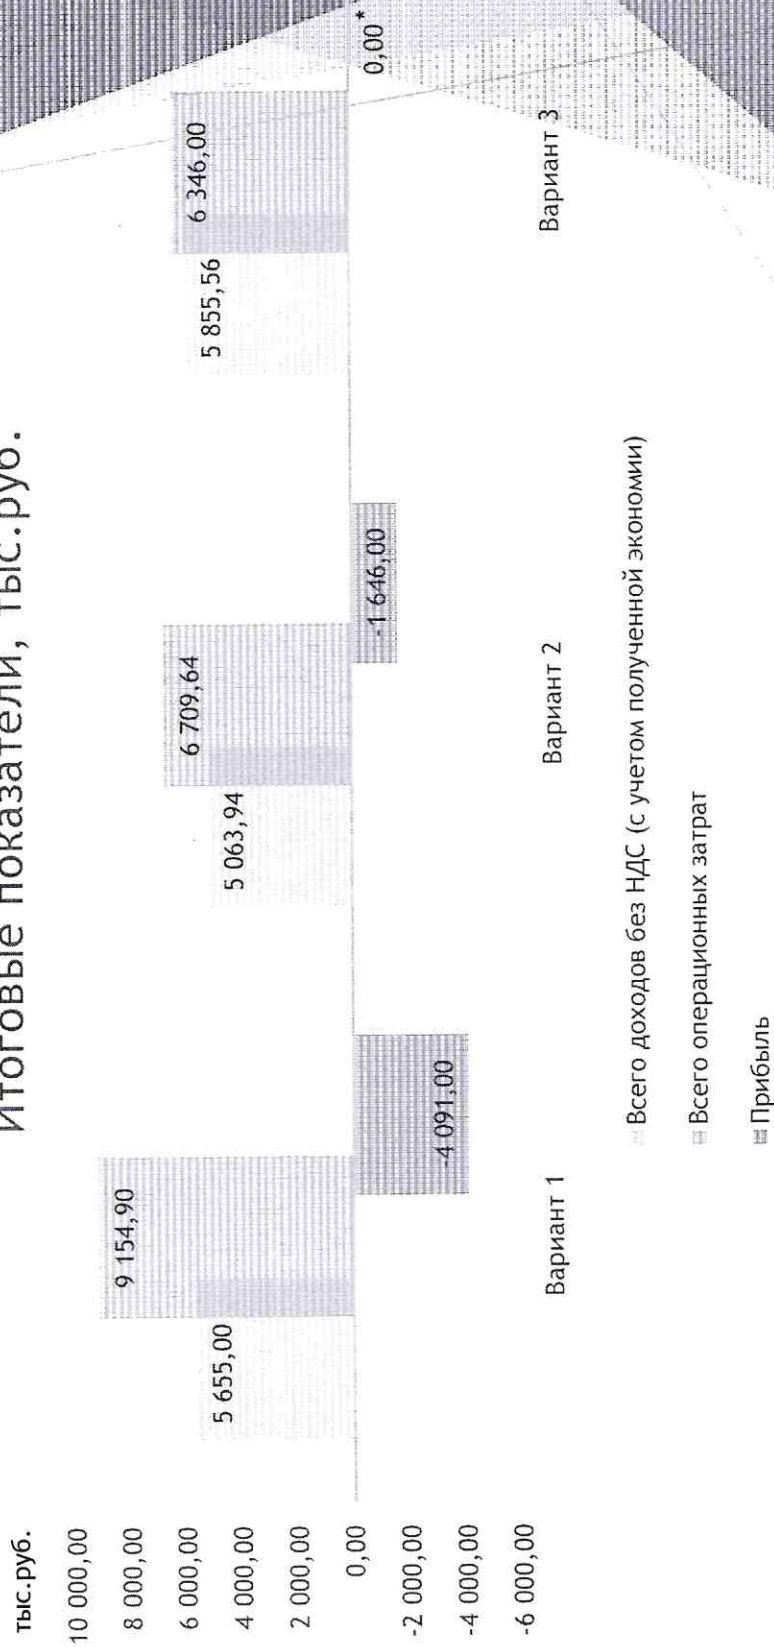 Итоговые показатели, тыс.руб.
тыс.руб.
10 000,00
8 000,00
6 000,00
4 000,00
2 000,00
0,00
-2 000,00
-4 000,00
-6 000,00
5 655,00
9 154,90
-4 091,00
5 063,94
6 709,64
-1 646,00
5 855,56
6 346,00
0,00*
Вариант 1
Вариант 2
Вариант 3
Всего доходов без НДС (с учетом полученной экономии)
Всего операционных затрат
Прибыль